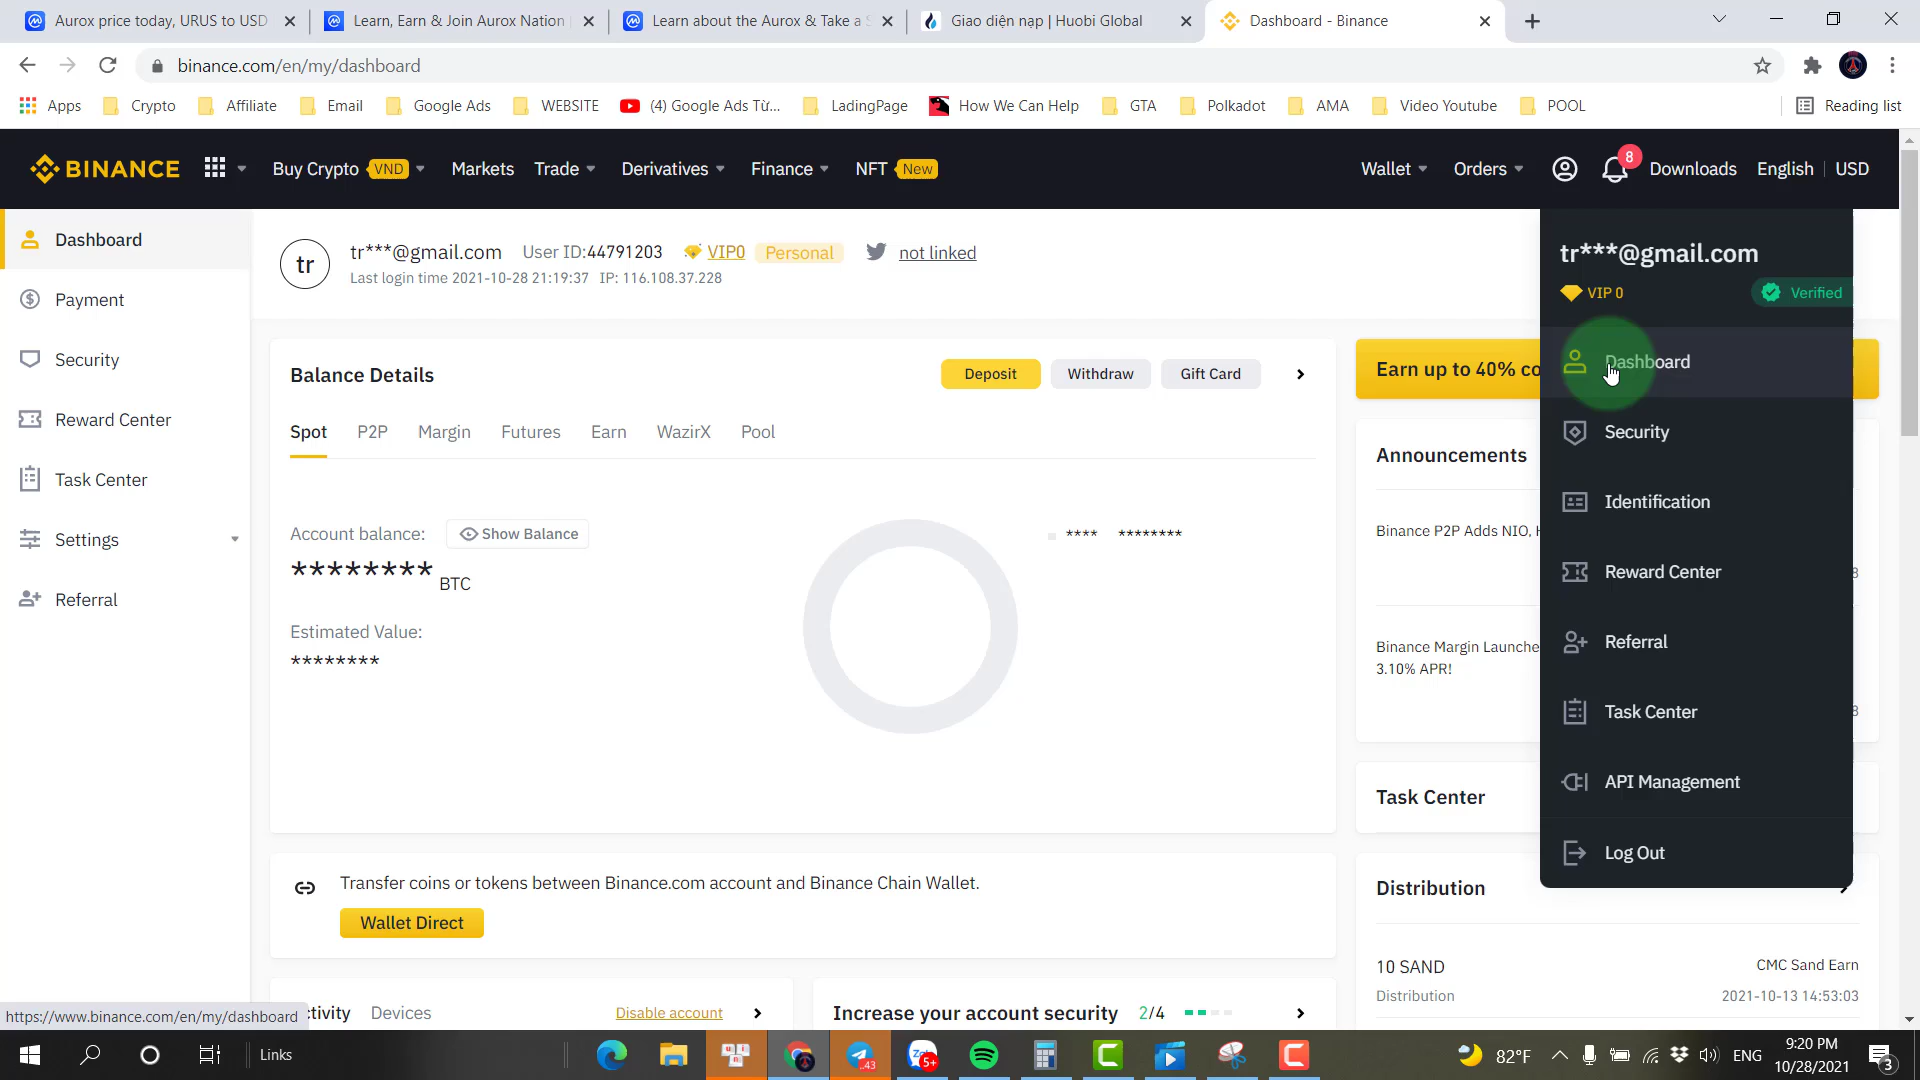 Aurox price today, URUS to USD
Learn, Earn & Join Aurox Nation
Learn about the Aurox & Take a
Giao diện nạp | Huobi Global
Dashboard - Binance
binance.com/en/my/dashboard
Apps
Crypto
Affiliate
Email
Google Ads
WEBSITE
(4) Google Ads Từ...
LadingPage
How We Can Help
GTA
Polkadot
AMA
Video Youtube
POOL
Reading list
BINANCE
Buy Crypto VND
Markets
Trade
Derivatives
Finance
NFT New
Wallet
Orders
8
Downloads
English
USD
Dashboard
Payment
Security
Reward Center
Task Center
Settings
Referral
tr
tr***@gmail.com User ID:44791203 VIP0 Personal not linked
Last login time 2021-10-28 21:19:37 IP: 116.108.37.228
Balance Details
Deposit
Withdraw
Gift Card
Spot
P2P
Margin
Futures
Earn
WazirX
Pool
Account balance:
Show Balance
******** BTC
**** ********
Estimated Value:
********
Transfer coins or tokens between Binance.com account and Binance Chain Wallet.
Wallet Direct
tivity
Devices
Disable account
Increase your account security 2/4
Earn up to 40% co
Announcements
Binance P2P Adds NIO,
8
Binance Margin Launche
3.10% APR!
8
Task Center
Distribution
10 SAND
CMC Sand Earn
Distribution
2021-10-13 14:53:03
tr***@gmail.com
VIP 0
Verified
Dashboard
Security
Identification
Reward Center
Referral
Task Center
API Management
Log Out
https://www.binance.com/en/my/dashboard
Links
43
5+
82°F
ENG
9:20 PM
10/28/2021
3